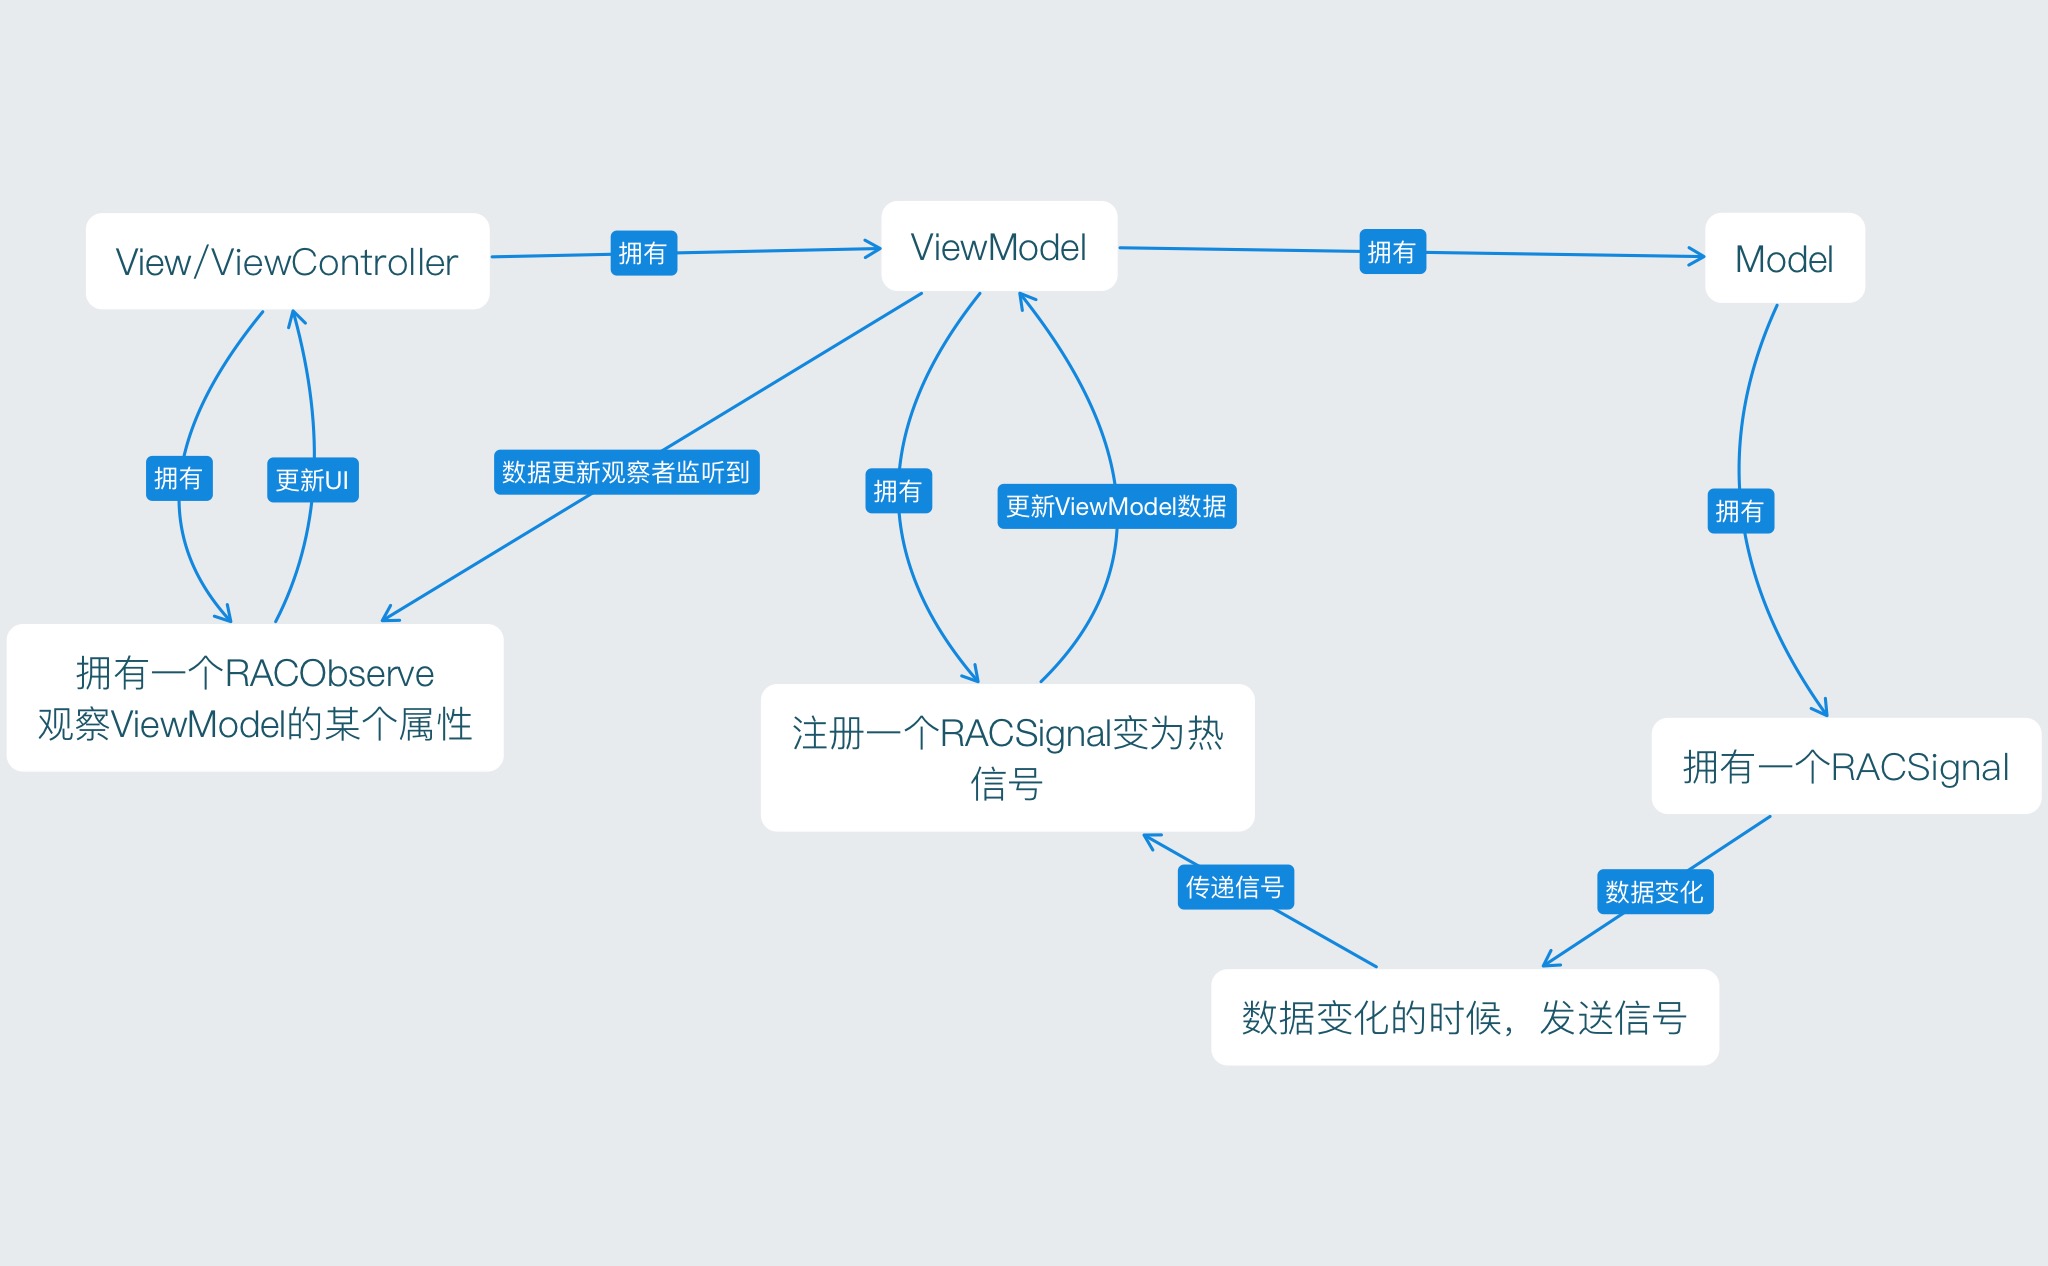 View/ViewController
拥有
ViewModel
拥有
Model
拥有
更新UI
数据更新观察者监听到
拥有
更新ViewModel数据
拥有
拥有一个RACObserve
观察ViewModel的某个属性
注册一个RACSignal变为热
信号
拥有一个RACSignal
传递信号
数据变化
数据变化的时候，发送信号